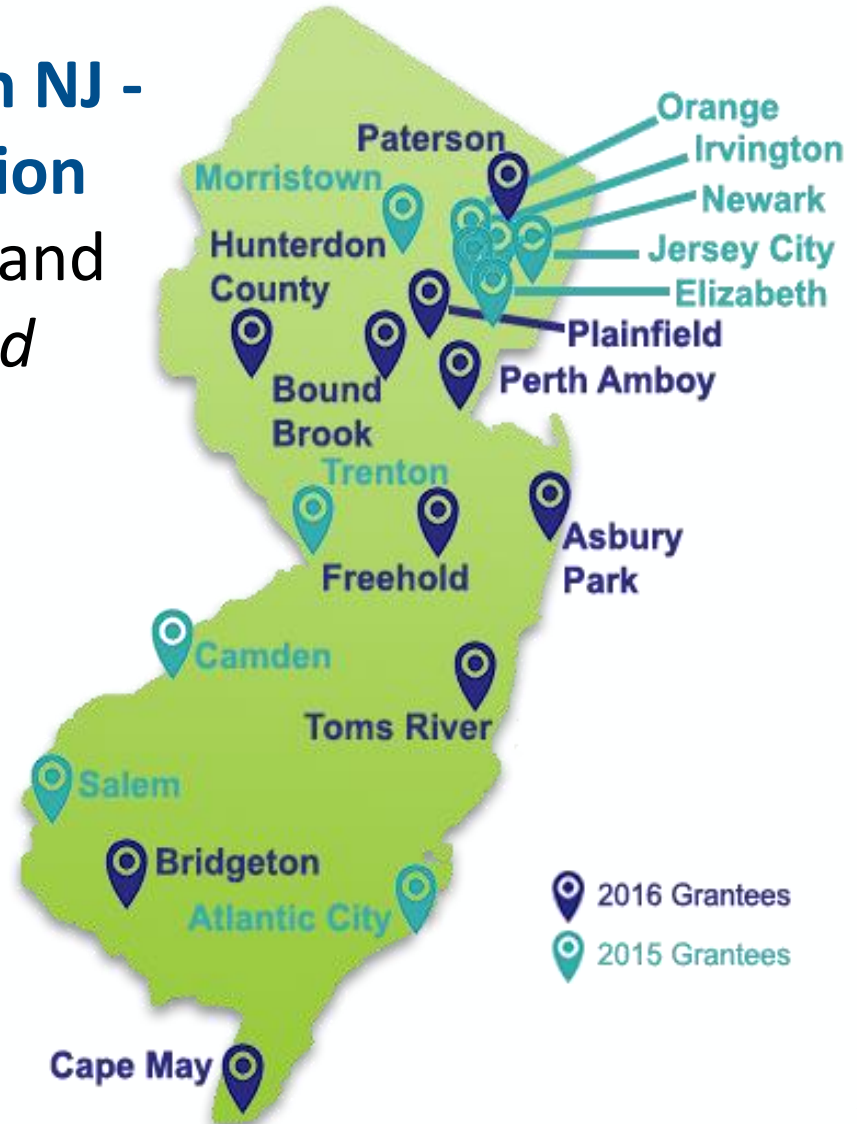 n NJ -
ion
and
d
Orange
Paterson
Irvington
Morristown
Newark
Hunterdon
County
Jersey City
Elizabeth
Plainfield
Perth Amboy
Bound
Brook
Trenton
Asbury
Park
Freehold
Camden
Toms River
Salem
Bridgeton
2016 Grantees
Atlantic City
2015 Grantees
Cape May